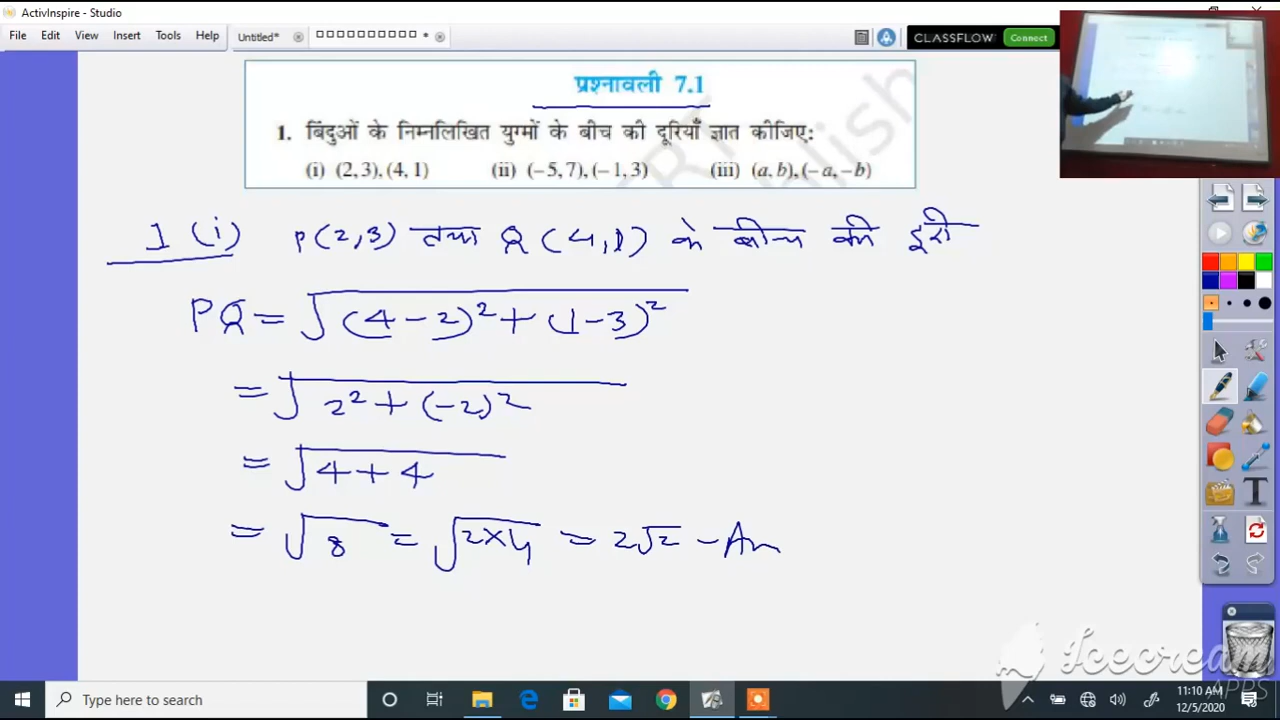 ActivInspire - Studio
File Edit View Insert Tools Help Untitled* * CLASSFLOW Connect
प्रश्नावली 7.1
1. बिंदुओं के निम्नलिखित युग्मों के बीच की दूरियाँ ज्ञात कीजिए:
(i) (2,3), (4,1) (ii) (−5,7), (−1,3) (iii) (a,b), (−a,−b)
1 (i) P(2,3) तथा Q(4,1) के बीच की दूरी
PQ = √(4-2)² + (1-3)²
= √2² + (-2)²
= √4+4
= √8 = √2×4 = 2√2 - An
Icecream
APPS
Type here to search
11:10 AM
12/5/2020